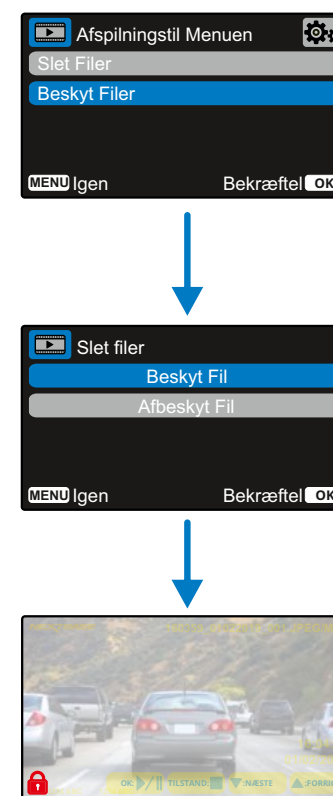 Afspilningstil Menuen
Slet Filer
Beskyt Filer
MENU Igen Bekræftel OK
Slet filer
Beskyt Fil
Afbeskyt Fil
MENU Igen Bekræftel OK
OK: TILSTAND: :NÆSTE :FORRIG